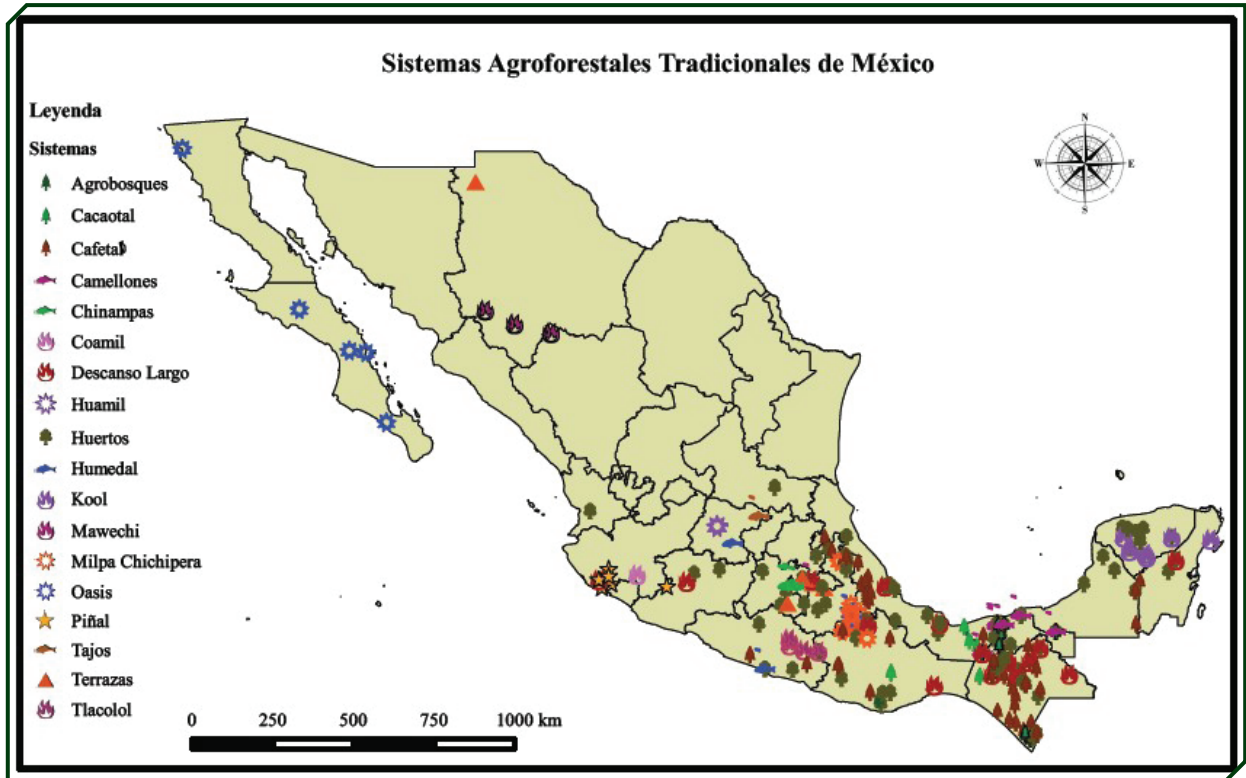 Sistemas Agroforestales Tradicionales de México
Leyenda
Sistemas
Agrobosques
Cacaotal
Cafetal
Camellones
Chinampas
Coamil
Descanso Largo
Huamil
Huertos
Humedal
Kool
Mawechi
Milpa Chichipera
Oasis
Piñal
Tajos
Terrazas
Tlacolol
N
W E
S
0 250 500 750 1000 km